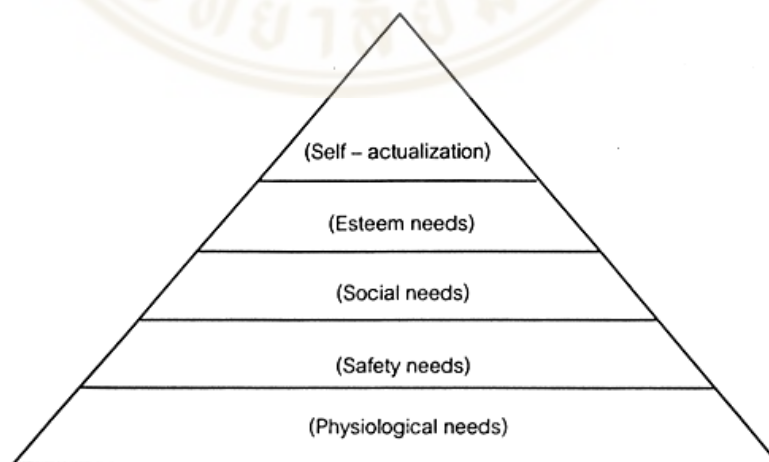 (Self – actualization)
(Esteem needs)
(Social needs)
(Safety needs)
(Physiological needs)